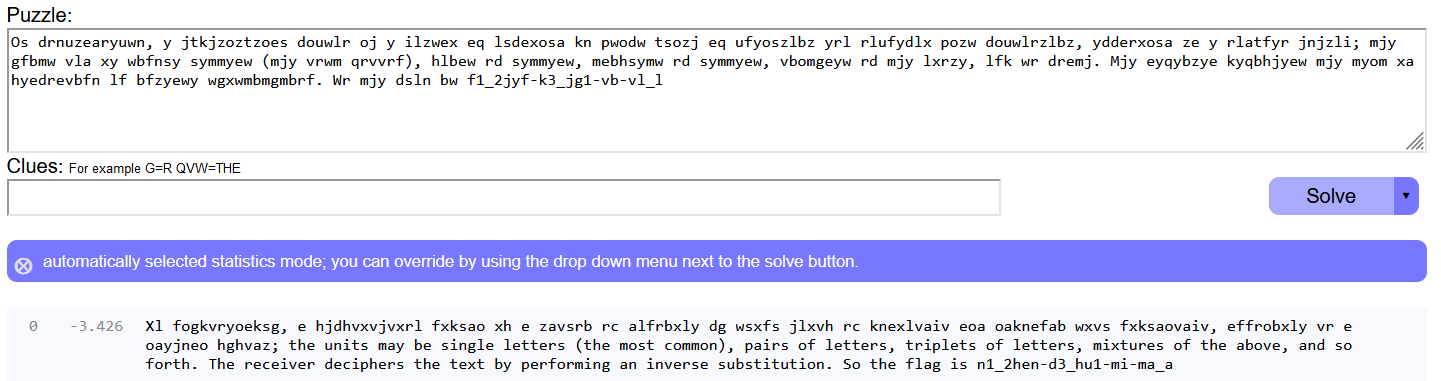 Puzzle:
Os drnuzearyuwn, y jtkjzoztzoes douwlr oj y ilzwex eq lsdexosa kn pwodw tsozj eq ufyoszlbz yrl rlufydlx pozw douwlrzlbz, ydderxosa ze y rlatfyr jnjzli; mjy
gfbmw vla xy wbfnsy symmyew (mjy vrwm qrvvrf), hlbew rd symmyew, mebhsymw rd symmyew, vbomgeyw rd mjy lxrzy, lfk wr dremj. Mjy eyqybzye kyqbhjyew mjy myom xa
hyedrevbfn lf bfzyewy wgxwmbmgmbrf. Wr mjy dsln bw f1_2jyf-k3_jg1-vb-vl_l
Clues: For example G=R QVW=THE
Solve
automatically selected statistics mode; you can override by using the drop down menu next to the solve button.
0 -3.426 Xl fogkvryoeksg, e hjdhvxvjvxrl fxksao xh e zavsrb rc alfrbxly dg wsxfs jlxvh rc knexlvaiv eoa oaknefab wxvs fxksaovaiv, effrobxly vr e
oayjneo hghvaz; the units may be single letters (the most common), pairs of letters, triplets of letters, mixtures of the above, and so
forth. The receiver deciphers the text by performing an inverse substitution. So the flag is n1_2hen-d3_hu1-mi-ma_a